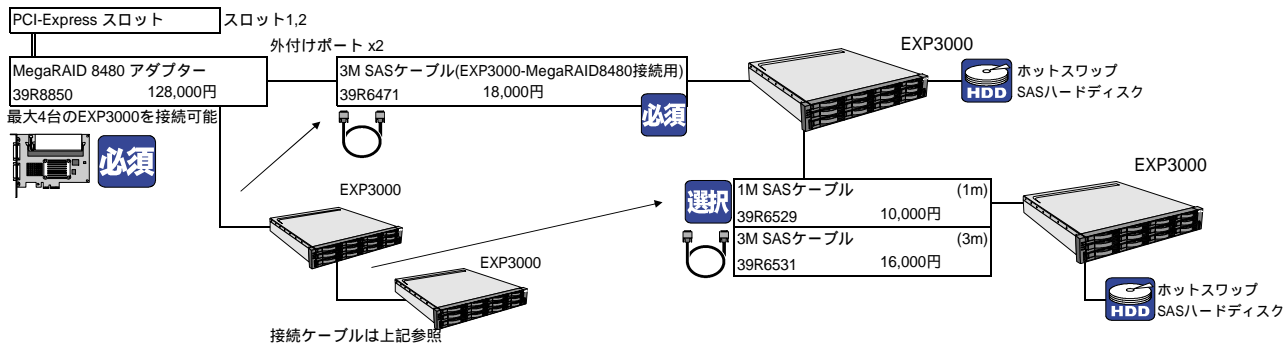 PCI-Express スロット
スロット1,2
外付けポート x2
MegaRAID 8480 アダプター
39R8850 128,000円
最大4台のEXP3000を接続可能
必須
3M SASケーブル(EXP3000-MegaRAID8480接続用)
39R6471 18,000円
必須
EXP3000
HDD
ホットスワップ
SASハードディスク
EXP3000
EXP3000
接続ケーブルは上記参照
選択
1M SASケーブル (1m)
39R6529 10,000円
3M SASケーブル (3m)
39R6531 16,000円
EXP3000
HDD
ホットスワップ
SASハードディスク